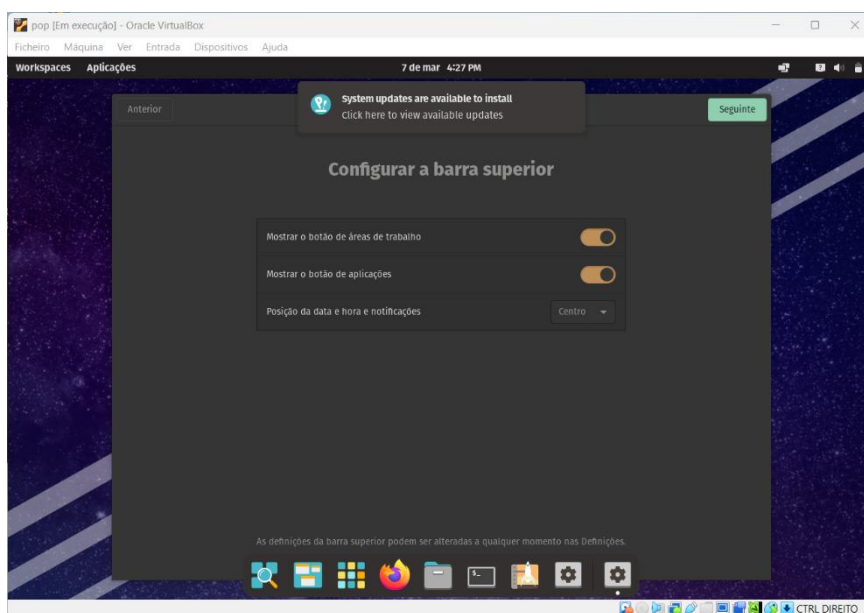 pop [Em execução] - Oracle VirtualBox
Ficheiro Máquina Ver Entrada Dispositivos Ajuda
Workspaces Aplicações 7 de mar 4:27 PM
System updates are available to install
Click here to view available updates
Anterior Seguinte
Configurar a barra superior
Mostrar o botão de áreas de trabalho
Mostrar o botão de aplicações
Posição da data e hora e notificações Centro
As definições da barra superior podem ser alteradas a qualquer momento nas Definições.
CTRL DIREITO